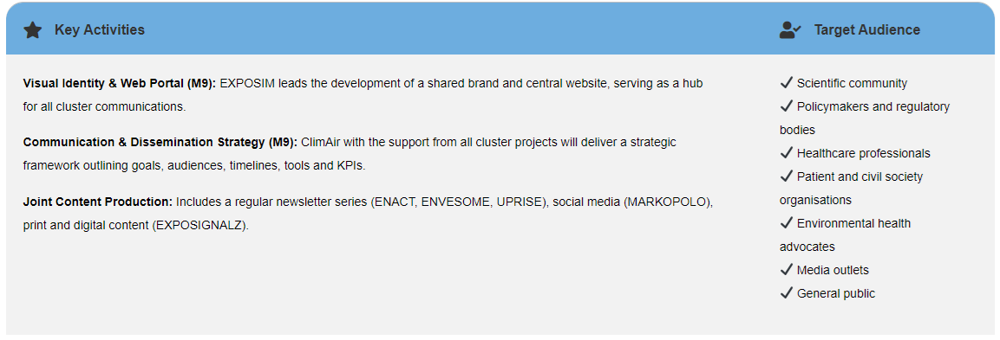 Key Activities
Visual Identity & Web Portal (M9): EXPOSIM leads the development of a shared brand and central website, serving as a hub
for all cluster communications.
Communication & Dissemination Strategy (M9): ClimAir with the support from all cluster projects will deliver a strategic
framework outlining goals, audiences, timelines, tools and KPIs.
Joint Content Production: Includes a regular newsletter series (ENACT, ENVESOME, UPRISE), social media (MARKOPOLO),
print and digital content (EXPOSIGNALZ).
Target Audience
Scientific community
Policymakers and regulatory
bodies
Healthcare professionals
Patient and civil society
organisations
Environmental health
advocates
Media outlets
General public